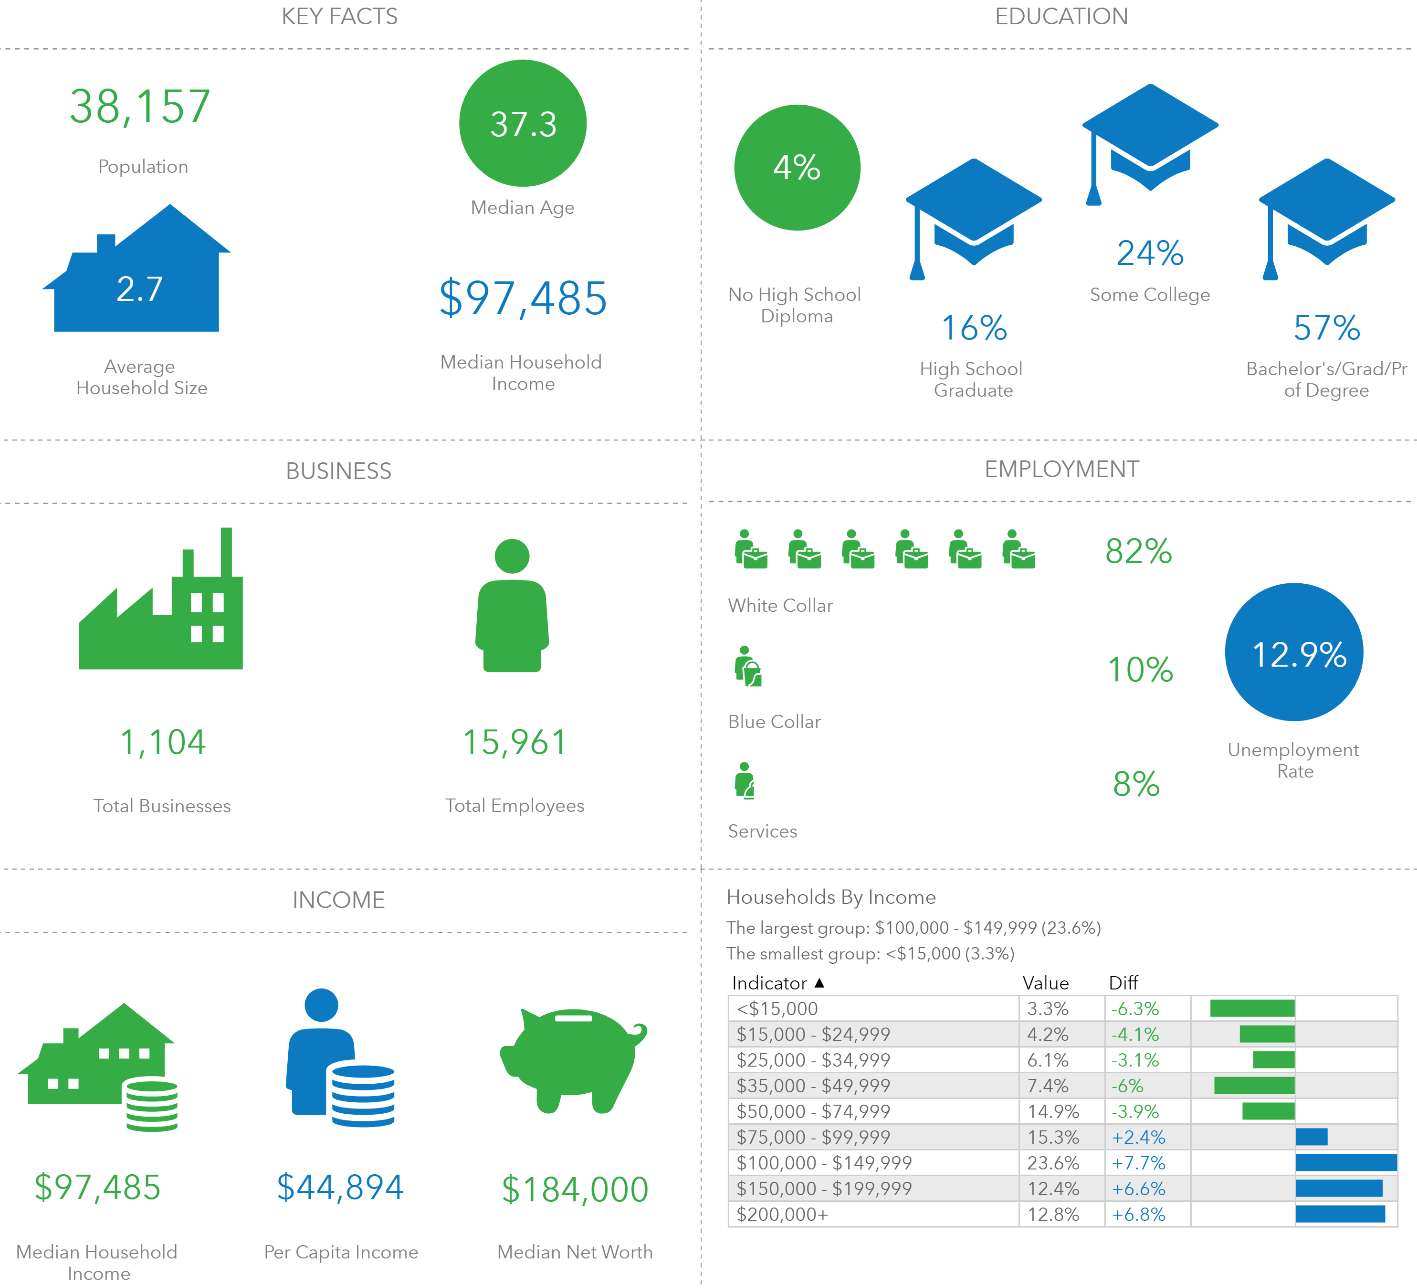 KEY FACTS
38,157
Population
37.3
Median Age
2.7
Average
Household Size
$97,485
Median Household
Income
EDUCATION
4%
No High School
Diploma
16%
High School
Graduate
24%
Some College
57%
Bachelor's/Grad/Pr
of Degree
BUSINESS
1,104
Total Businesses
15,961
Total Employees
EMPLOYMENT
82%
White Collar
10%
Blue Collar
8%
Services
12.9%
Unemployment
Rate
INCOME
$97,485
Median Household
Income
$44,894
Per Capita Income
$184,000
Median Net Worth
Households By Income
The largest group: $100,000 - $149,999 (23.6%)
The smallest group: <$15,000 (3.3%)
Indicator ▲ Value Diff
<$15,000 3.3% -6.3%
$15,000 - $24,999 4.2% -4.1%
$25,000 - $34,999 6.1% -3.1%
$35,000 - $49,999 7.4% -6%
$50,000 - $74,999 14.9% -3.9%
$75,000 - $99,999 15.3% +2.4%
$100,000 - $149,999 23.6% +7.7%
$150,000 - $199,999 12.4% +6.6%
$200,000+ 12.8% +6.8%